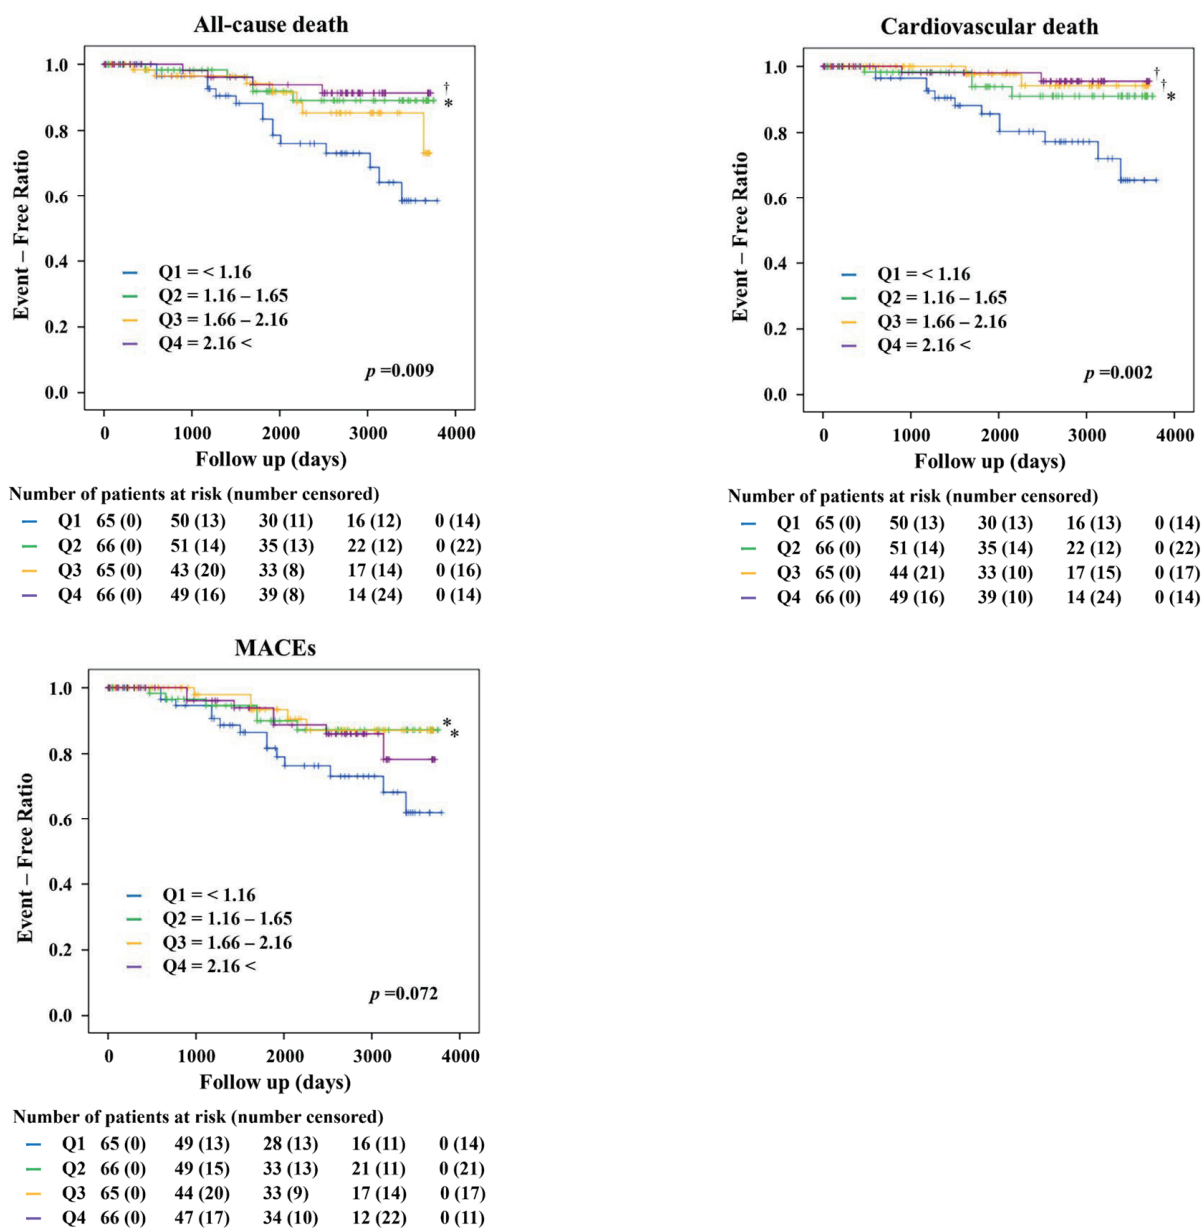 All-cause death
1.0
0.8
0.6
0.4
0.2
0.0
Event – Free Ratio
†
*
Q1 = < 1.16
Q2 = 1.16 – 1.65
Q3 = 1.66 – 2.16
Q4 = 2.16 <
p =0.009
0 1000 2000 3000 4000
Follow up (days)
Number of patients at risk (number censored)
Q1 65 (0) 50 (13) 30 (11) 16 (12) 0 (14)
Q2 66 (0) 51 (14) 35 (13) 22 (12) 0 (22)
Q3 65 (0) 43 (20) 33 (8) 17 (14) 0 (16)
Q4 66 (0) 49 (16) 39 (8) 14 (24) 0 (14)
Cardiovascular death
1.0
0.8
0.6
0.4
0.2
0.0
Event – Free Ratio
†
†
*
Q1 = < 1.16
Q2 = 1.16 – 1.65
Q3 = 1.66 – 2.16
Q4 = 2.16 <
p =0.002
0 1000 2000 3000 4000
Follow up (days)
Number of patients at risk (number censored)
Q1 65 (0) 50 (13) 30 (13) 16 (13) 0 (14)
Q2 66 (0) 51 (14) 35 (14) 22 (12) 0 (22)
Q3 65 (0) 44 (21) 33 (10) 17 (15) 0 (17)
Q4 66 (0) 49 (16) 39 (10) 14 (24) 0 (14)
MACEs
1.0
0.8
0.6
0.4
0.2
0.0
Event – Free Ratio
*
*
Q1 = < 1.16
Q2 = 1.16 – 1.65
Q3 = 1.66 – 2.16
Q4 = 2.16 <
p =0.072
0 1000 2000 3000 4000
Follow up (days)
Number of patients at risk (number censored)
Q1 65 (0) 49 (13) 28 (13) 16 (11) 0 (14)
Q2 66 (0) 49 (15) 33 (13) 21 (11) 0 (21)
Q3 65 (0) 44 (20) 33 (9) 17 (14) 0 (17)
Q4 66 (0) 47 (17) 34 (10) 12 (22) 0 (11)